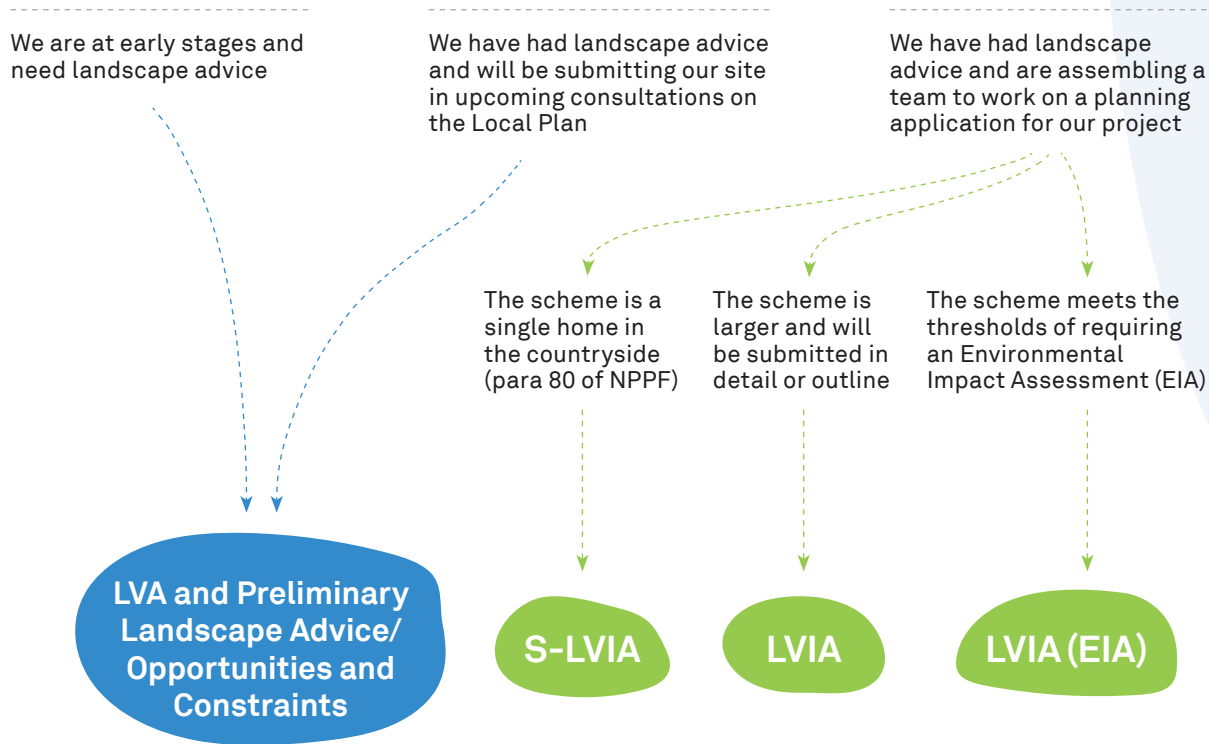 We are at early stages and
need landscape advice
We have had landscape advice
and will be submitting our site
in upcoming consultations on
the Local Plan
We have had landscape
advice and are assembling a
team to work on a planning
application for our project
The scheme is a
single home in
the countryside
(para 80 of NPPF)
The scheme is
larger and will
be submitted in
detail or outline
The scheme meets the
thresholds of requiring
an Environmental
Impact Assessment (EIA)
LVA and Preliminary
Landscape Advice/
Opportunities and
Constraints
S-LVIA
LVIA
LVIA (EIA)